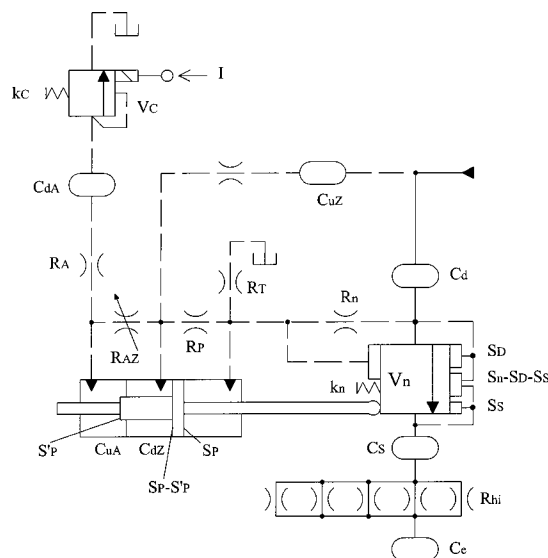 I
kC
VC
CdA
CuZ
Cd
RA
RT
Rn
RAZ
RP
SD
Vn
Sn-SD-SS
kn
SS
S'P
CuA
CdZ
SP
CS
SP-S'P
Rhi
Ce